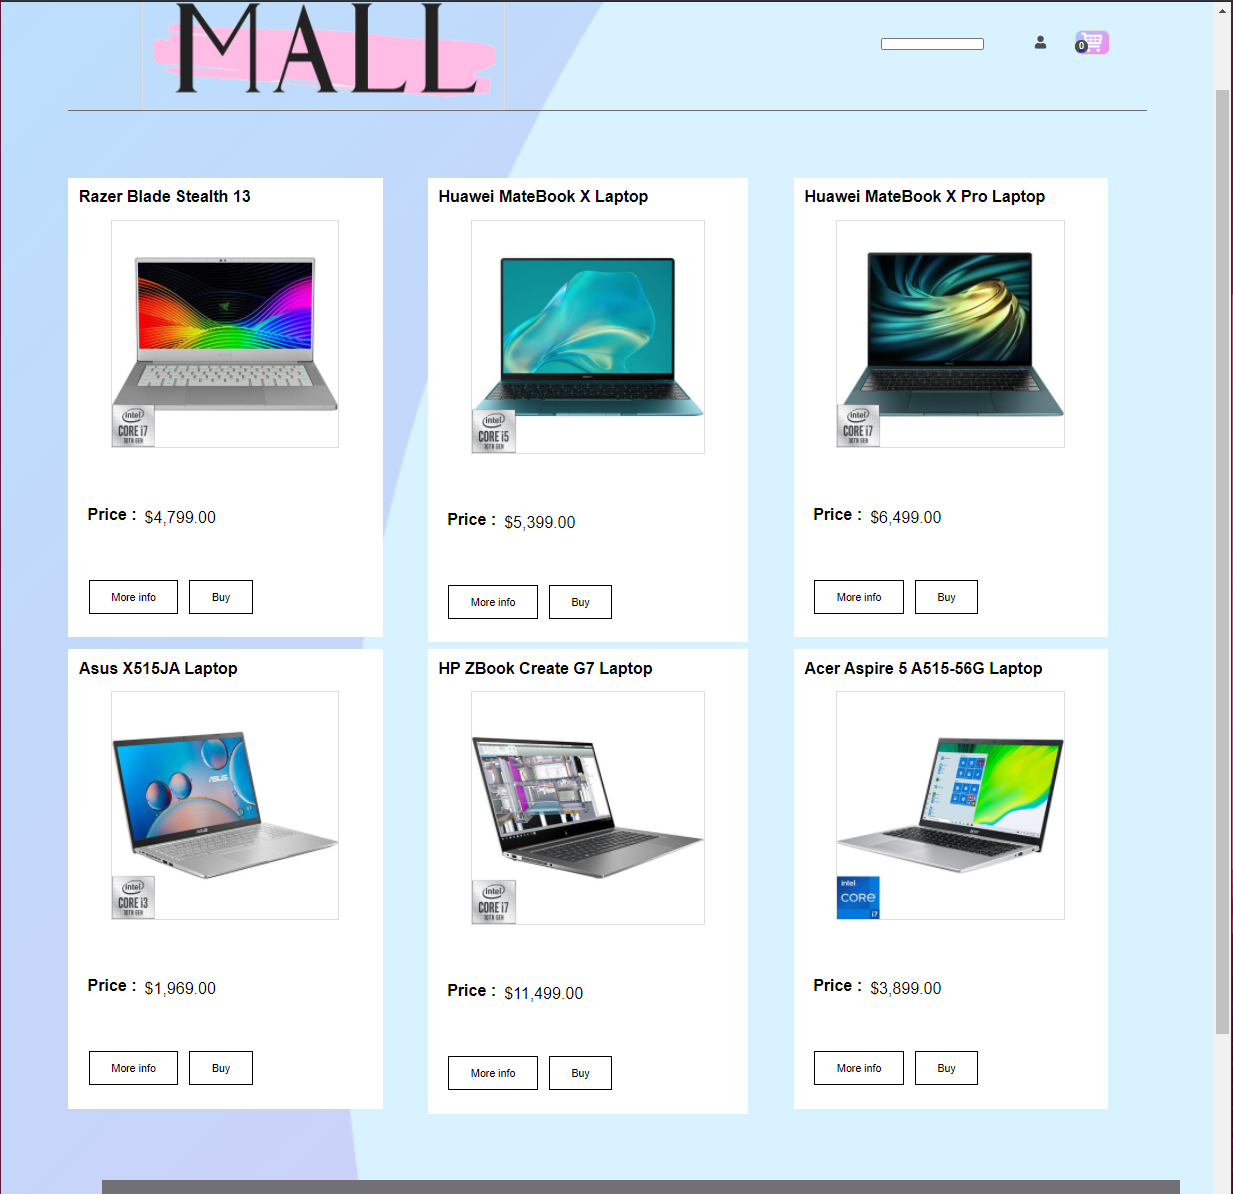 MALL
0
Razer Blade Stealth 13
Huawei MateBook X Laptop
Huawei MateBook X Pro Laptop
intel
CORE i7
10TH GEN
intel
CORE i5
10TH GEN
intel
CORE i7
10TH GEN
Price : $4,799.00
Price : $5,399.00
Price : $6,499.00
More info
Buy
More info
Buy
More info
Buy
Asus X515JA Laptop
HP ZBook Create G7 Laptop
Acer Aspire 5 A515-56G Laptop
ASUS
intel
CORE i3
10TH GEN
intel
CORE i7
10TH GEN
acer
intel
CORE
i7
Price : $1,969.00
Price : $11,499.00
Price : $3,899.00
More info
Buy
More info
Buy
More info
Buy